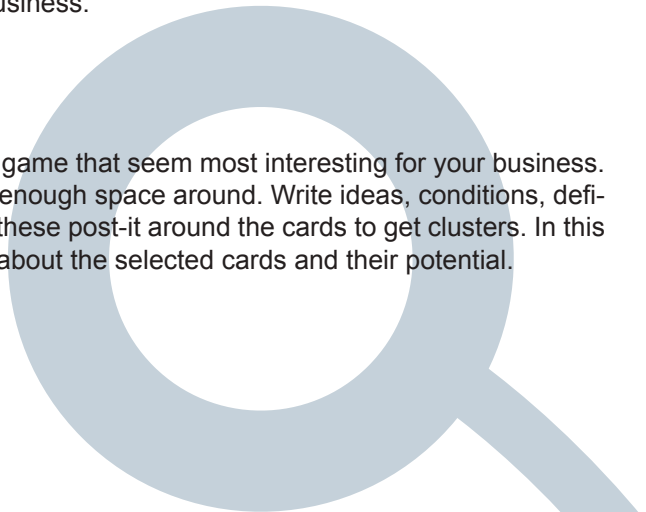 usiness.
game that seem most interesting for your business.
enough space around. Write ideas, conditions, defi-
these post-it around the cards to get clusters. In this
about the selected cards and their potential.